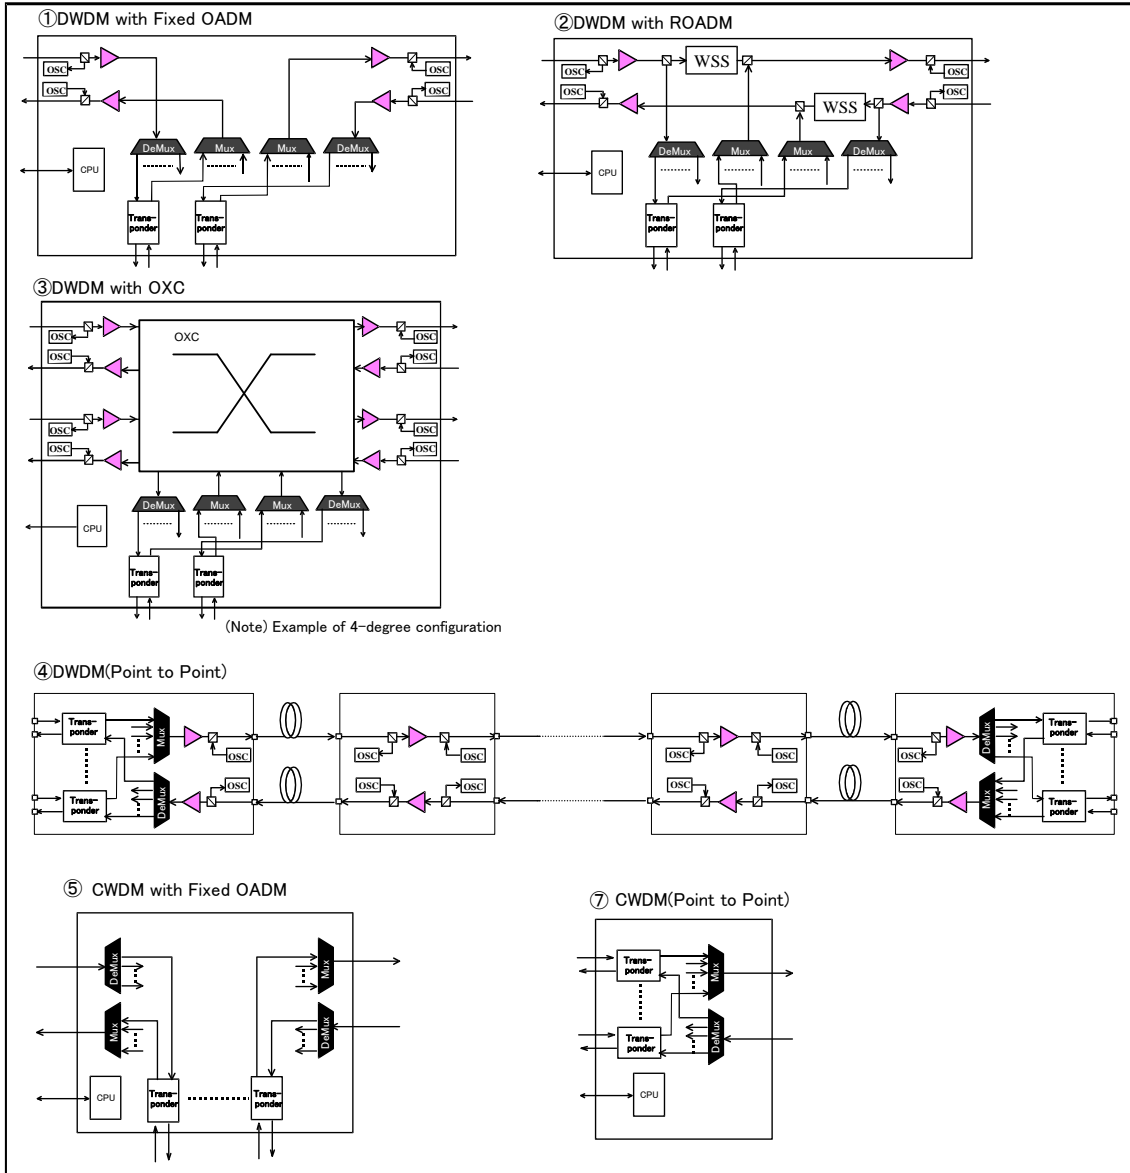 ①DWDM with Fixed OADM
OSC
OSC
OSC
OSC
DeMux
Mux
Mux
DeMux
CPU
Trans-
ponder
Trans-
ponder
②DWDM with ROADM
OSC
WSS
OSC
OSC
WSS
OSC
DeMux
Mux
Mux
DeMux
CPU
Trans-
ponder
Trans-
ponder
③DWDM with OXC
OXC
OSC
OSC
OSC
OSC
OSC
OSC
OSC
OSC
DeMux
Mux
Mux
DeMux
CPU
Trans-
ponder
Trans-
ponder
(Note) Example of 4-degree configuration
④DWDM(Point to Point)
Trans-
ponder
Trans-
ponder
Mux
DeMux
OSC
OSC
OSC
OSC
OSC
OSC
OSC
OSC
OSC
OSC
OSC
OSC
DeMux
Mux
Trans-
ponder
Trans-
ponder
⑤ CWDM with Fixed OADM
DeMux
Mux
Mux
DeMux
CPU
Trans-
ponder
Trans-
ponder
⑦ CWDM(Point to Point)
Trans-
ponder
Trans-
ponder
Mux
DeMux
CPU